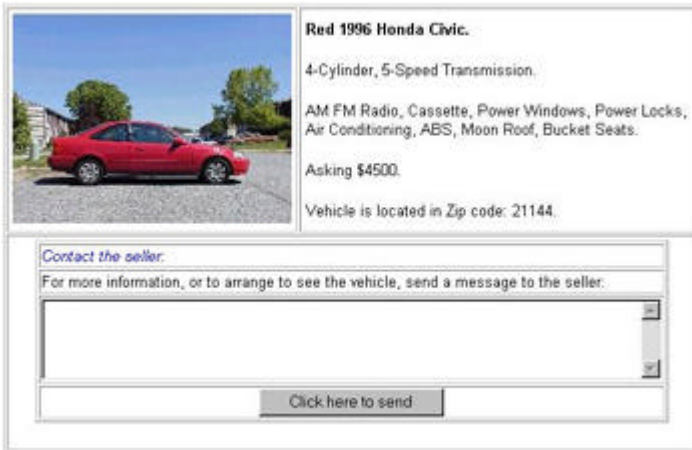 Red 1996 Honda Civic.
4-Cylinder, 5-Speed Transmission.
AM FM Radio, Cassette, Power Windows, Power Locks,
Air Conditioning, ABS, Moon Roof, Bucket Seats.
Asking $4500.
Vehicle is located in Zip code: 21144.
Contact the seller:
For more information, or to arrange to see the vehicle, send a message to the seller:
Click here to send